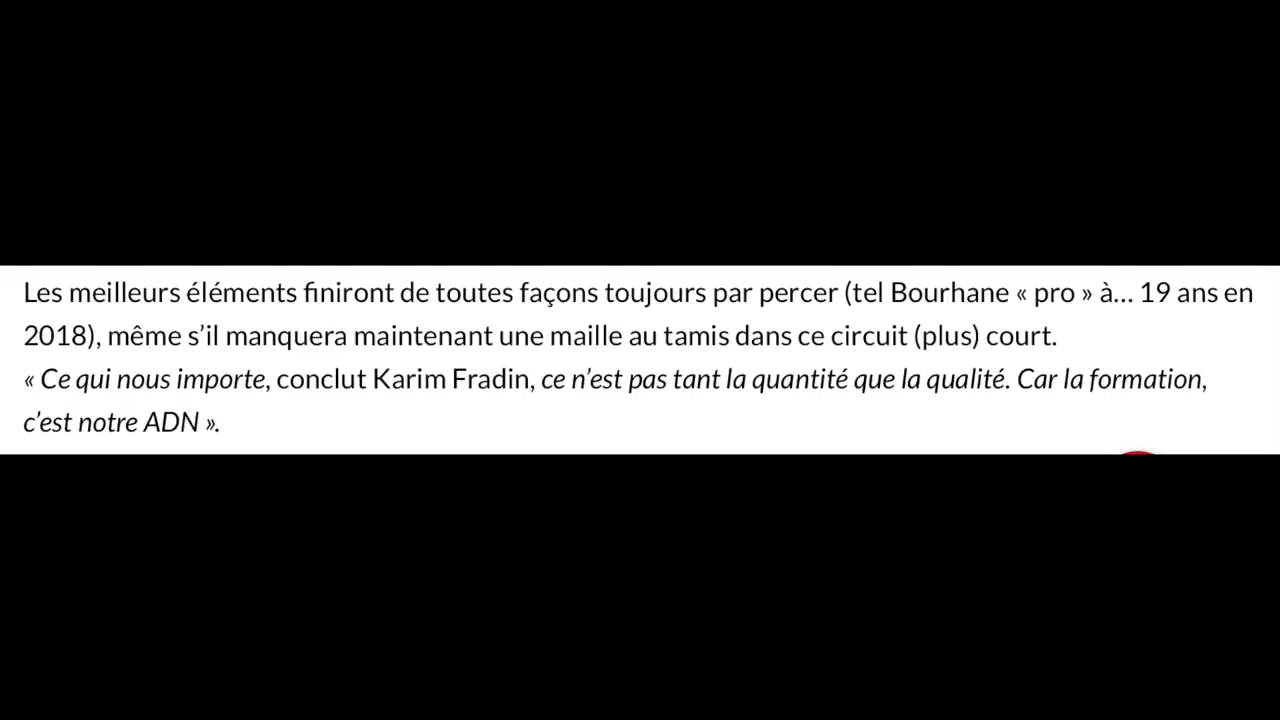 Les meilleurs éléments finiront de toutes façons toujours par percer (tel Bourhane « pro » à… 19 ans en
2018), même s’il manquera maintenant une maille au tamis dans ce circuit (plus) court.
« Ce qui nous importe, conclut Karim Fradin, ce n’est pas tant la quantité que la qualité. Car la formation,
c’est notre ADN ».